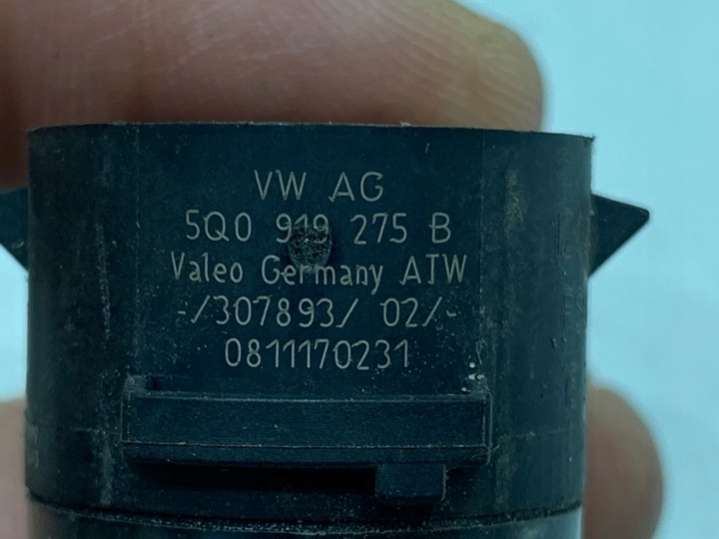 VW AG
5Q0 919 275 B
Valeo Germany ATW
-/307893/ 02/-
0811170231